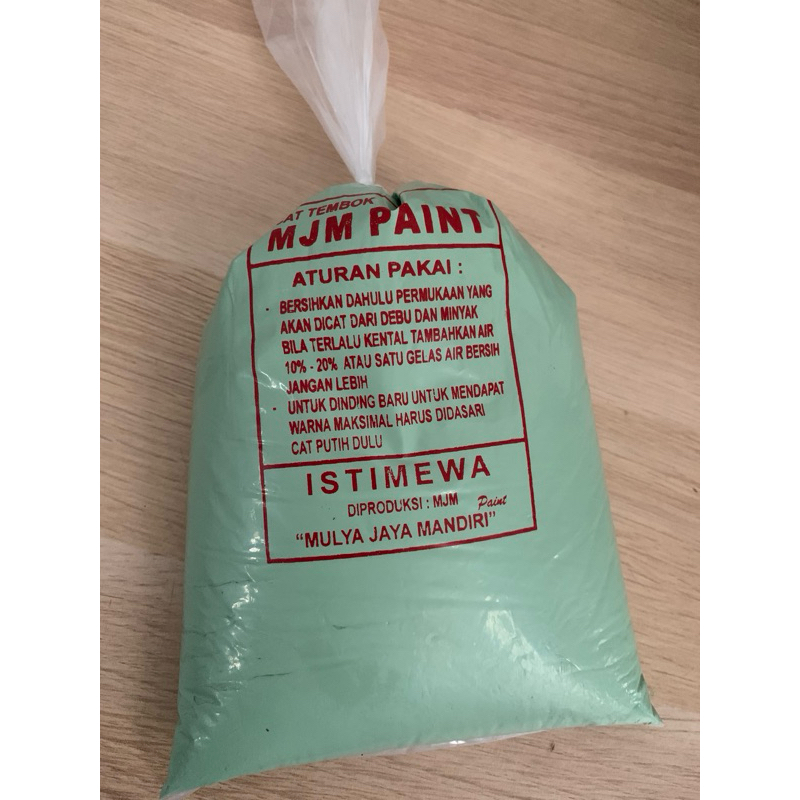 CAT TEMBOK
MJM PAINT
ATURAN PAKAI :
· BERSIHKAN DAHULU PERMUKAAN YANG
AKAN DICAT DARI DEBU DAN MINYAK
BILA TERLALU KENTAL TAMBAHKAN AIR
10% - 20% ATAU SATU GELAS AIR BERSIH
JANGAN LEBIH
· UNTUK DINDING BARU UNTUK MENDAPAT
WARNA MAKSIMAL HARUS DIDASARI
CAT PUTIH DULU
ISTIMEWA
DIPRODUKSI : MJM Paint
“MULYA JAYA MANDIRI”